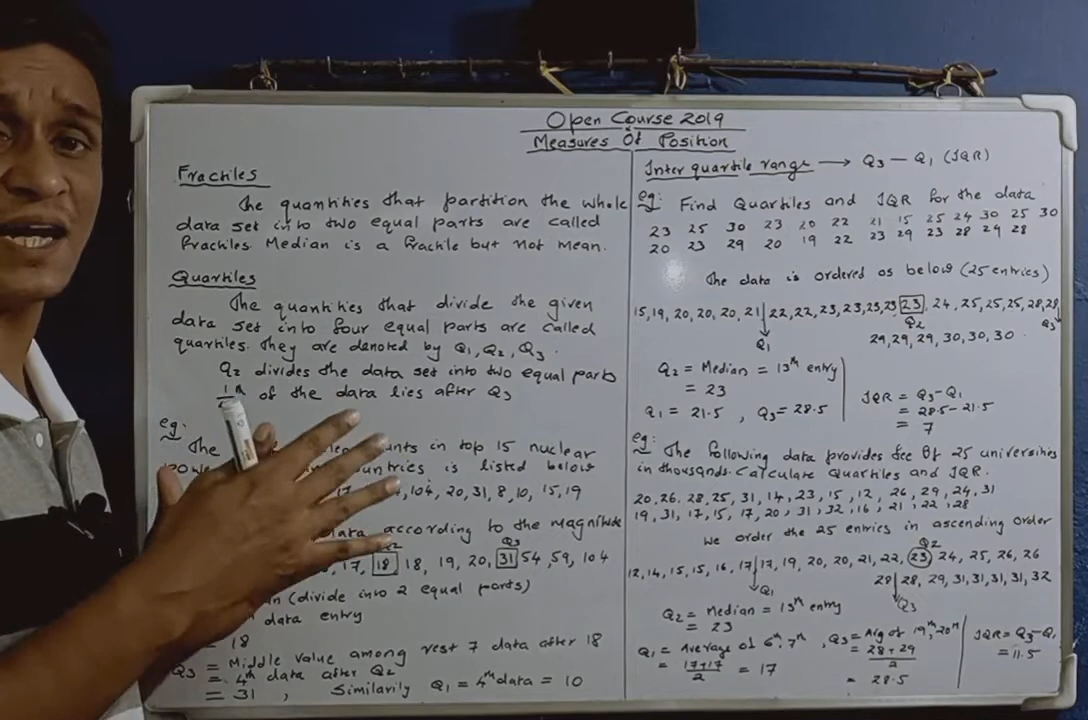 Open Course 2019
Measures Of Position
Fractiles
The quantities that partition the whole
data set into two equal parts are called
Fractiles. Median is a fractile but not mean.
Quartiles
The quantities that divide the given
data set into four equal parts are called
quartiles. They are denoted by Q1, Q2, Q3.
Q2 divides the data set into two equal parts
of the data lies after Q3
eg:
The in top 15 nuclear
countries is listed below
104, 20, 31, 8, 10, 15, 19
data according to the magnitude
Q2 Q3
17, 18 18, 19, 20, 31 54, 59, 104
(divide into 2 equal parts)
data entry
= 18
Q3 = Middle value among rest 7 data after 18
= 4th data after Q2
= 31, Similarily Q1 = 4th data = 10
Inter quartile range → Q3 - Q1 (IQR)
eg: Find Quartiles and IQR for the data
23 25 30 23 20 22 21 15 25 24 30 25 30
20 23 29 20 19 22 23 29 23 28 29 28
The data is ordered as below (25 entries)
15, 19, 20, 20, 20, 21 22, 22, 23, 23, 23, 23 23, 24, 25, 25, 25, 28, 28,
Q1 Q2 Q3
29, 29, 29, 30, 30, 30
Q2 = Median = 13th entry
= 23
Q1 = 21.5, Q3 = 28.5
IQR = Q3 - Q1
= 28.5 - 21.5
= 7
eg: The following data provides fee of 25 universities
in thousands. Calculate Quartiles and IQR.
20, 26, 28, 25, 31, 14, 23, 15, 12, 26, 29, 24, 31
19, 31, 17, 15, 17, 20, 31, 32, 16, 21, 22, 28
We order the 25 entries in ascending order
Q2
12, 14, 15, 15, 16, 17 17, 19, 20, 20, 21, 22, 23 24, 25, 26, 26
Q1
28 28, 29, 31, 31, 31, 31, 32
Q3
Q2 = Median = 13th entry
= 23
Q1 = Average of 6th, 7th
= 17+17/2 = 17
Q3 = Avg of 19th, 20th
= 28+29/2
= 28.5
IQR = Q3 - Q1
= 11.5